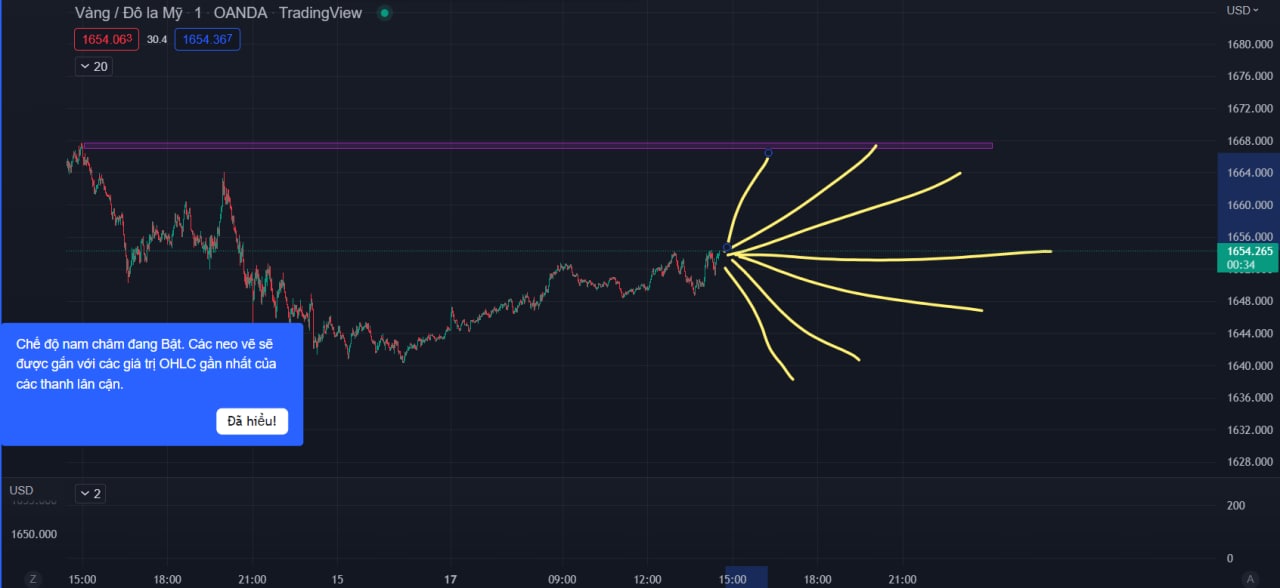 Vàng / Đô la Mỹ · 1 · OANDA · TradingView
USD
1654.063 30.4 1654.367
20
1680.000
1676.000
1672.000
1668.000
1664.000
1660.000
1656.000
1654.265
00:34
1648.000
1644.000
1640.000
1636.000
1632.000
1628.000
Chế độ nam châm đang Bật. Các neo vẽ sẽ
được gắn với các giá trị OHLC gần nhất của
các thanh lân cận.
Đã hiểu!
USD
2
200
1650.000
0
Z 15:00 18:00 21:00 15 17 09:00 12:00 15:00 18:00 21:00 A